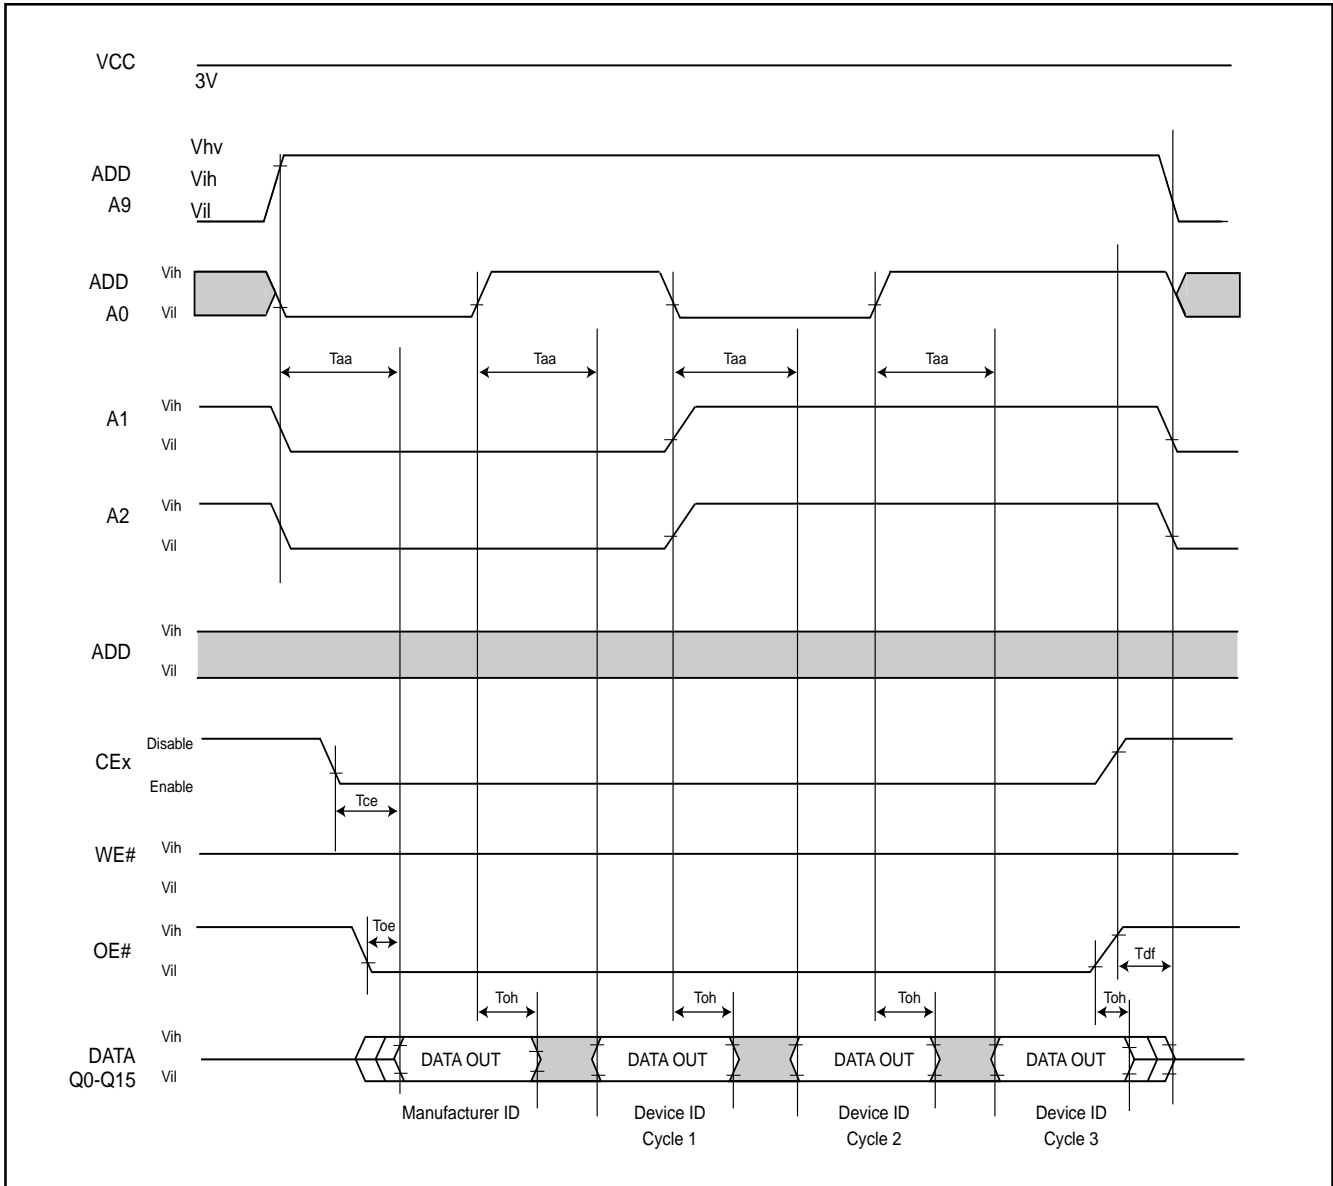 VCC
3V
Vhv
ADD
Vih
A9
Vil
ADD
Vih
A0
Vil
Taa
Taa
Taa
Taa
A1
Vih
Vil
A2
Vih
Vil
ADD
Vih
Vil
CEx
Disable
Enable
Tce
WE#
Vih
Vil
OE#
Vih
Vil
Toe
Tdf
Toh
Toh
Toh
Toh
DATA
Q0-Q15
Vih
Vil
DATA OUT
DATA OUT
DATA OUT
DATA OUT
Manufacturer ID
Device ID
Cycle 1
Device ID
Cycle 2
Device ID
Cycle 3